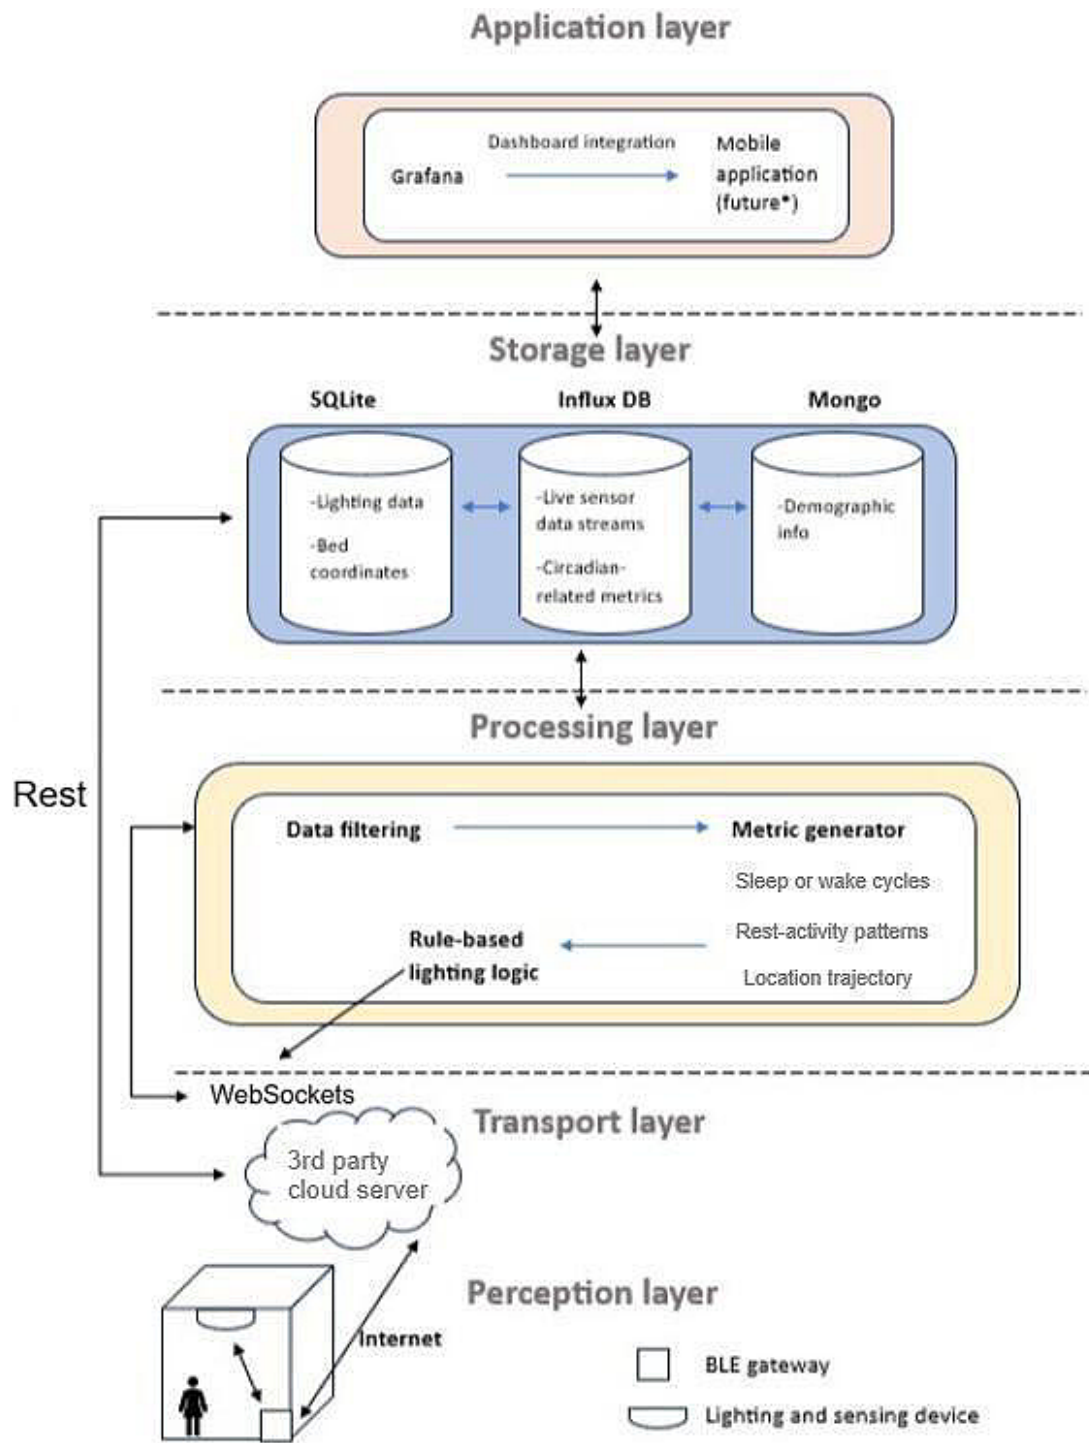 Application layer
Dashboard integration
Grafana
Mobile
application
(future*)
Storage layer
SQLite
Influx DB
Mongo
-Lighting data
-Bed
coordinates
-Live sensor
data streams
-Circadian-
related metrics
-Demographic
info
Processing layer
Rest
Data filtering
Metric generator
Sleep or wake cycles
Rest-activity patterns
Location trajectory
Rule-based
lighting logic
WebSockets
Transport layer
3rd party
cloud server
Perception layer
Internet
BLE gateway
Lighting and sensing device